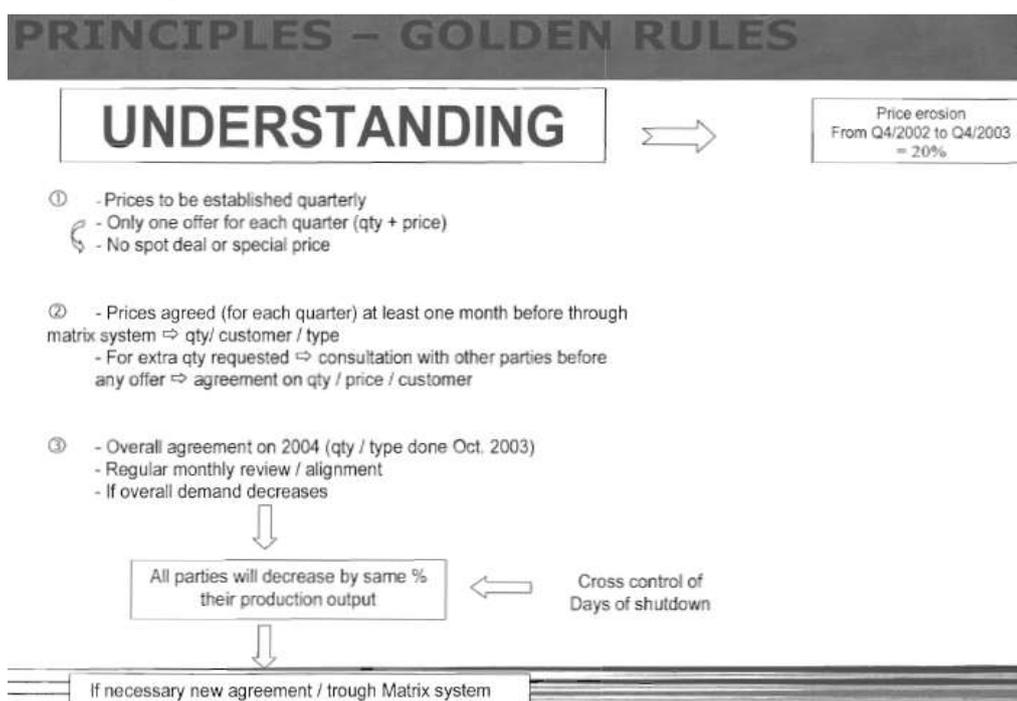 PRINCIPLES – GOLDEN RULES
UNDERSTANDING
Price erosion
From Q4/2002 to Q4/2003
= 20%
① - Prices to be established quarterly
- Only one offer for each quarter (qty + price)
- No spot deal or special price
② - Prices agreed (for each quarter) at least one month before through
matrix system ⇨ qty/ customer / type
- For extra qty requested ⇨ consultation with other parties before
any offer ⇨ agreement on qty / price / customer
③ - Overall agreement on 2004 (qty / type done Oct. 2003)
- Regular monthly review / alignment
- If overall demand decreases
All parties will decrease by same %
their production output
Cross control of
Days of shutdown
If necessary new agreement / trough Matrix system